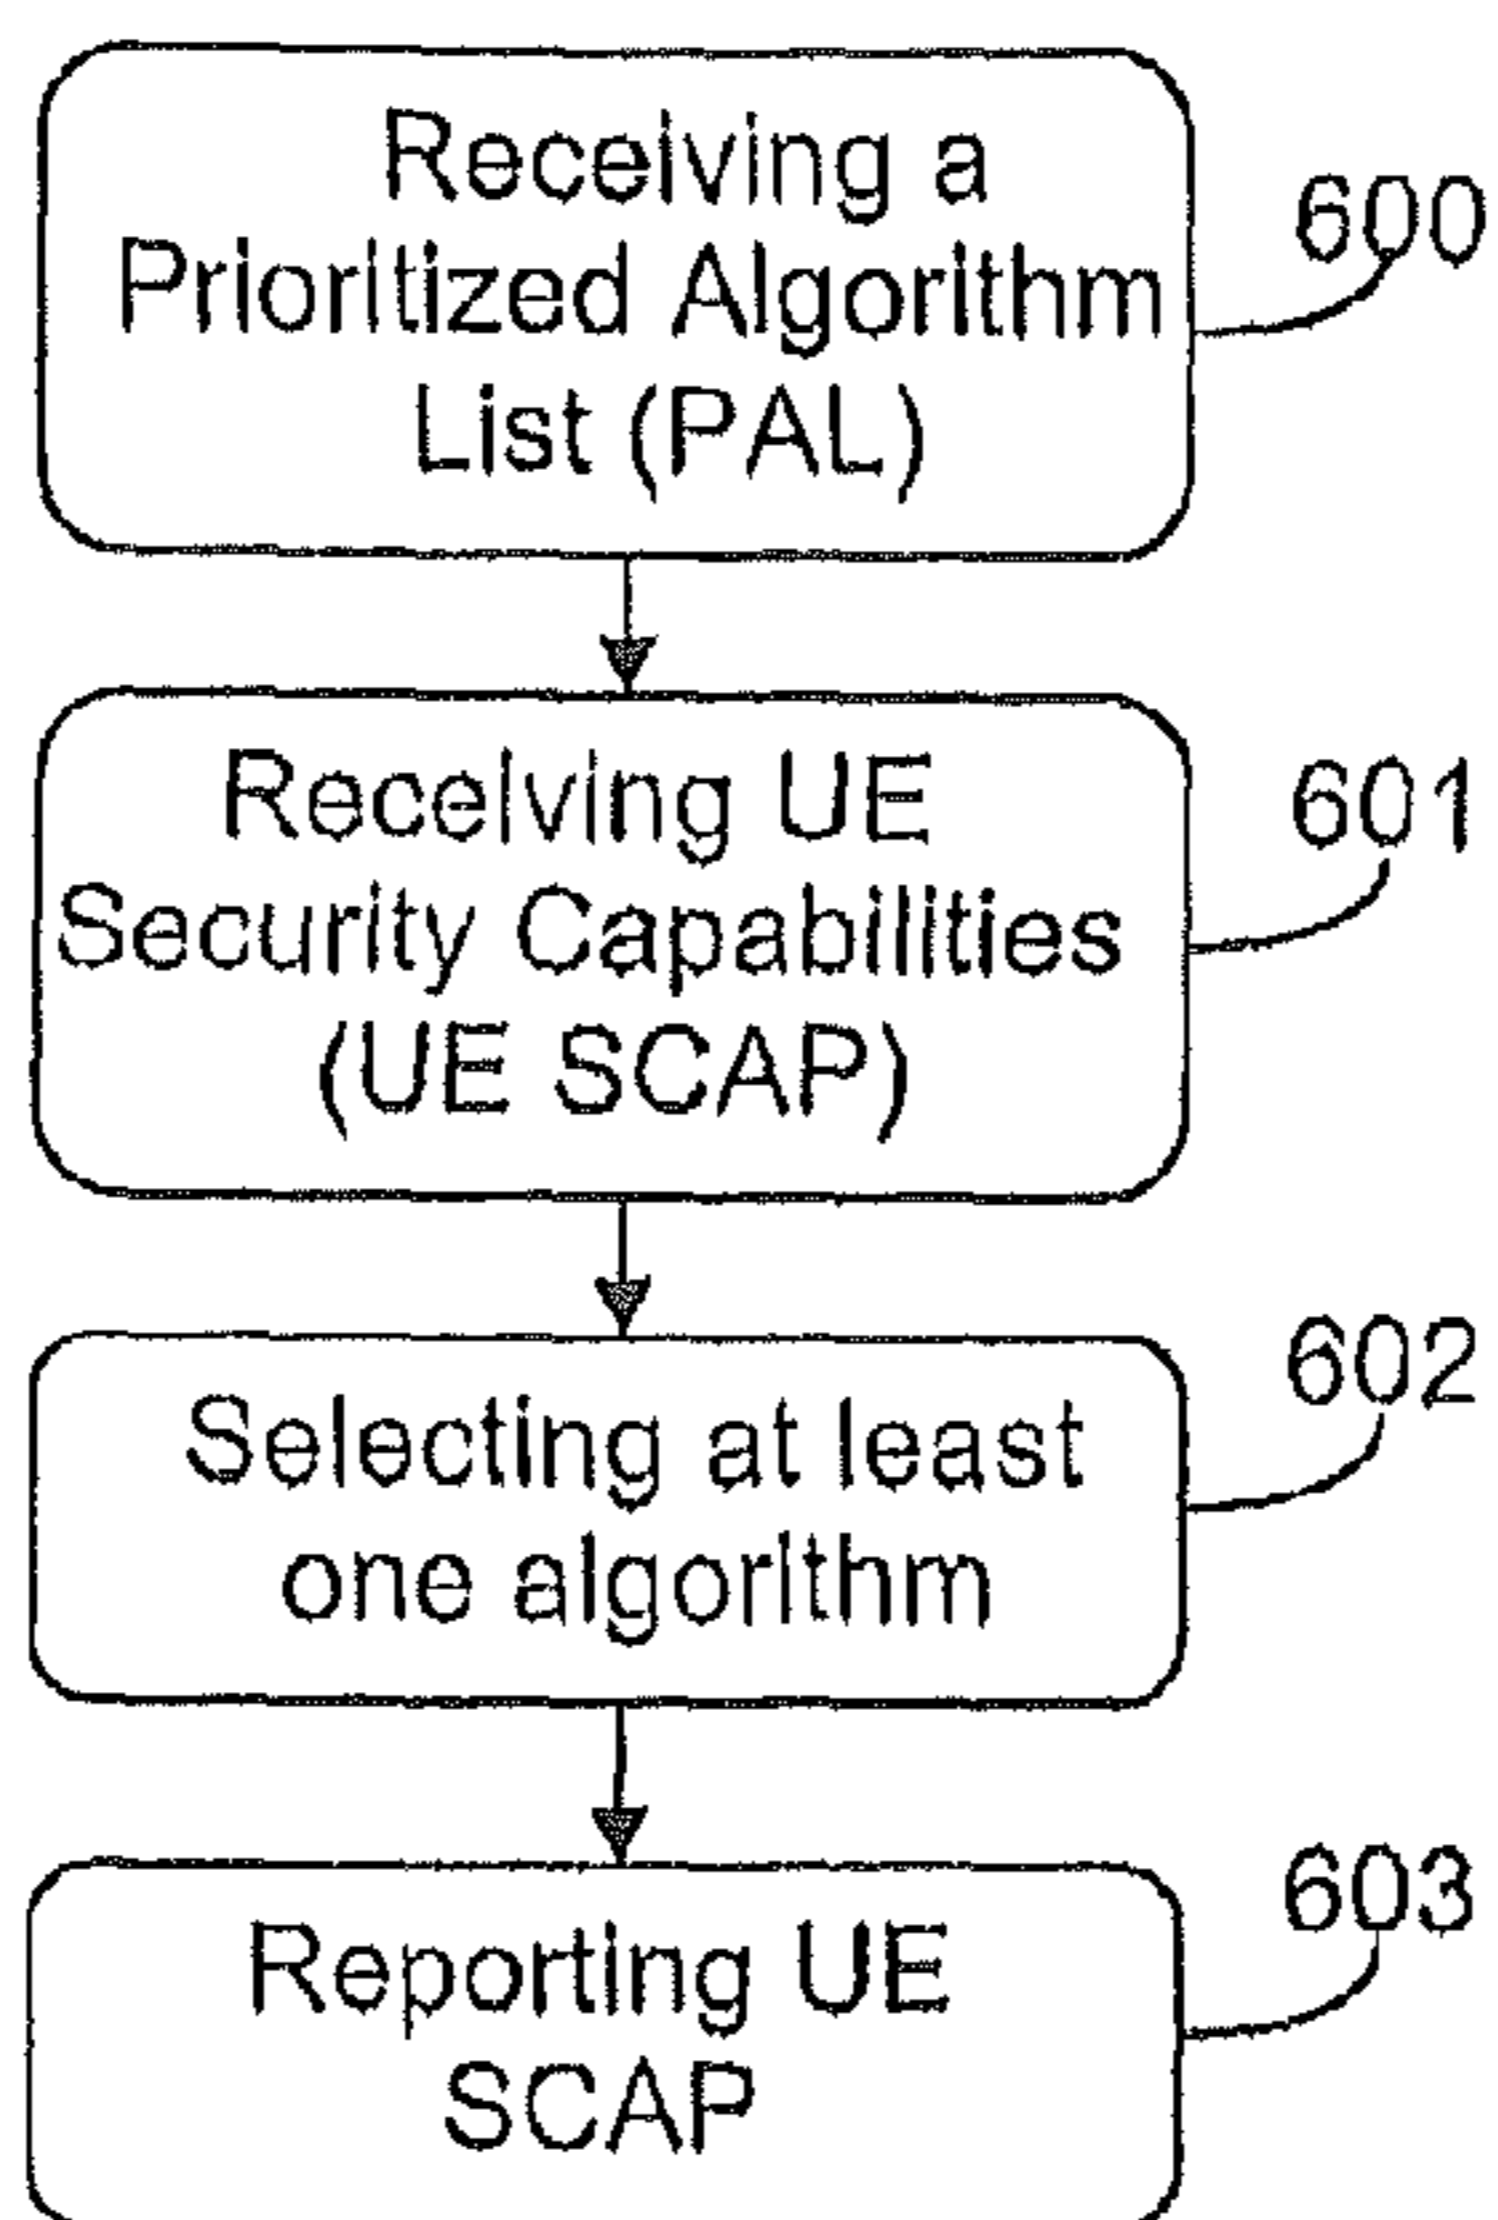 Receiving a
Prioritized Algorithm
List (PAL)
600
Receiving UE
Security Capabilities
(UE SCAP)
601
Selecting at least
one algorithm
602
Reporting UE
SCAP
603